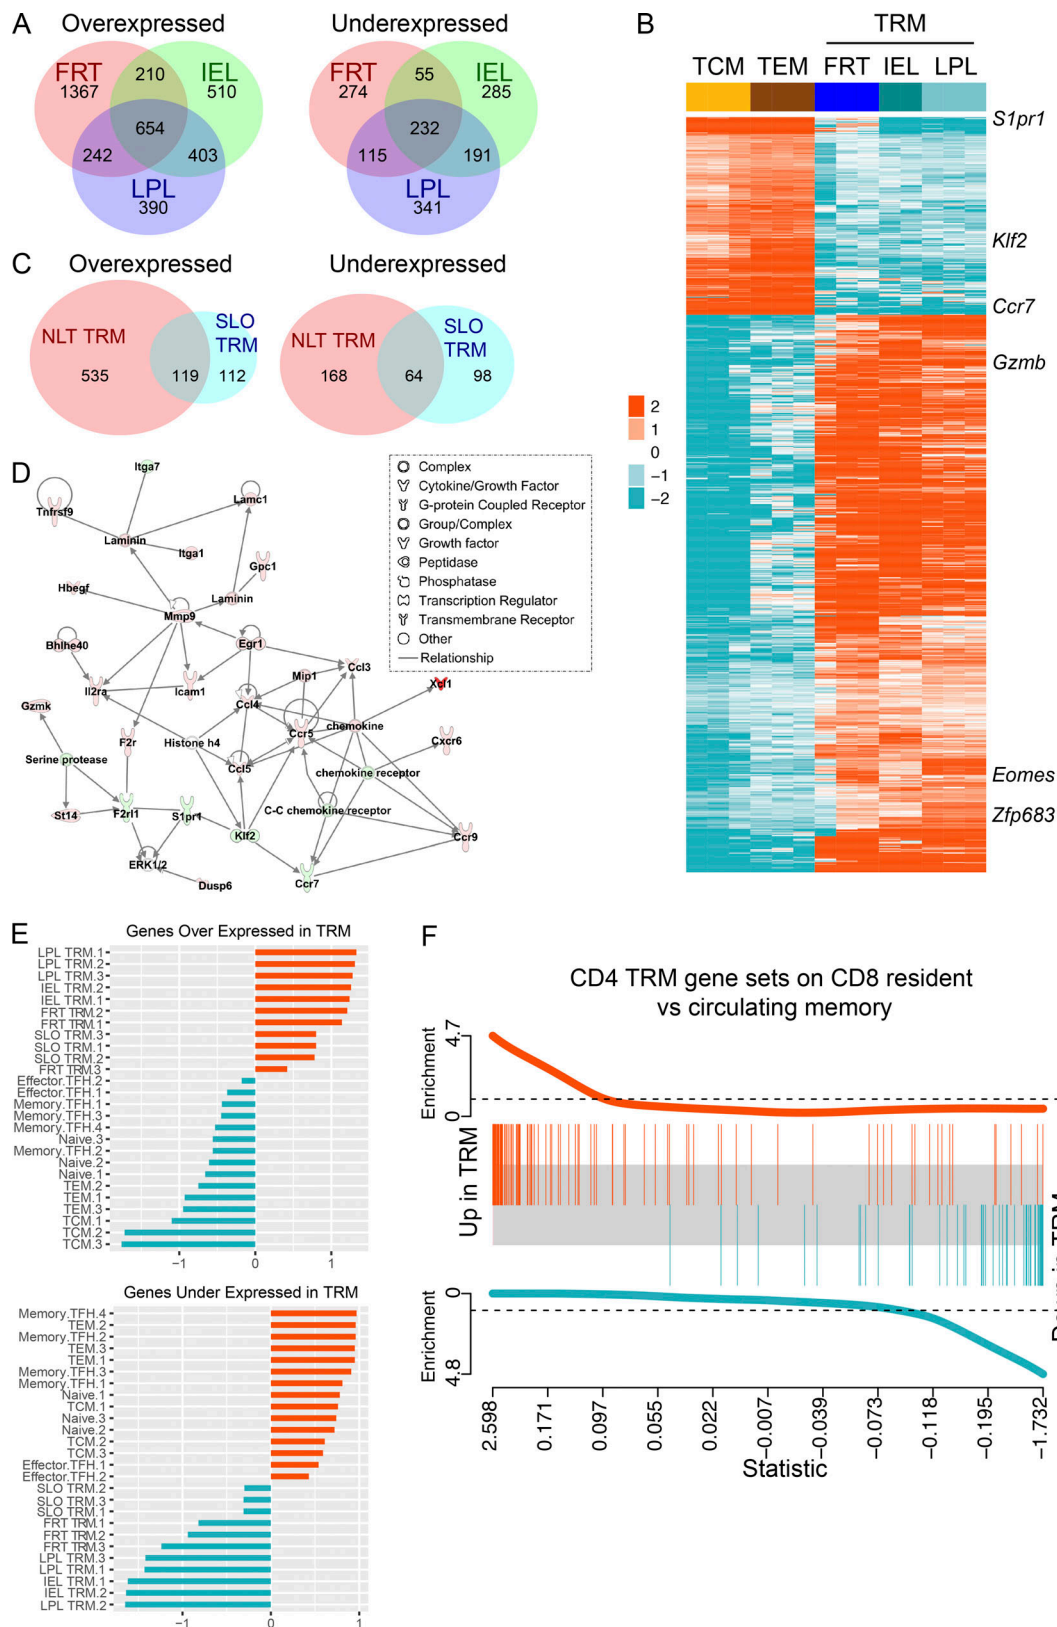 A
Overexpressed
Underexpressed
FRT
1367
210
IEL
510
654
242
403
LPL
390
FRT
274
55
IEL
285
232
115
191
LPL
341
B
TRM
TCM TEM FRT IEL LPL
S1pr1
Klf2
Ccr7
Gzmb
Eomes
Zfp683
2
1
0
−1
−2
C
Overexpressed
Underexpressed
NLT TRM
SLO
TRM
535
119
112
NLT TRM
SLO
TRM
168
64
98
D
Itga7
Tnfrsf9
Lamc1
Laminin
Itga1
Gpc1
Hbegf
Laminin
Mmp9
Bhlhe40
Egr1
Ccl3
Mip1
Xcl1
Il2ra
Icam1
Gzmk
Ccl4
chemokine
Ccr5
F2r
Histone h4
Cxcr6
Serine protease
Ccl5
chemokine receptor
St14
F2rl1
S1pr1
C-C chemokine receptor
Klf2
Ccr9
ERK1/2
Dusp6
Ccr7
Complex
Cytokine/Growth Factor
G-protein Coupled Receptor
Group/Complex
Growth factor
Peptidase
Phosphatase
Transcription Regulator
Transmembrane Receptor
Other
Relationship
E
Genes Over Expressed in TRM
LPL TRM.1
LPL TRM.2
LPL TRM.3
IEL TRM.2
IEL TRM.1
FRT TRM.2
FRT TRM.1
SLO TRM.3
SLO TRM.1
SLO TRM.2
FRT TRM.3
Effector.TFH.2
Effector.TFH.1
Memory.TFH.1
Memory.TFH.3
Memory.TFH.4
Naive.3
Memory.TFH.2
Naive.2
Naive.1
TEM.2
TEM.1
TEM.3
TCM.1
TCM.2
TCM.3
−1 0 1
Genes Under Expressed in TRM
Memory.TFH.4
TEM.2
Memory.TFH.2
TEM.3
TEM.1
Memory.TFH.3
Memory.TFH.1
Naive.1
TCM.1
Naive.3
Naive.2
TCM.2
TCM.3
Effector.TFH.1
Effector.TFH.2
SLO TRM.2
SLO TRM.3
SLO TRM.1
FRT TRM.1
FRT TRM.2
FRT TRM.3
LPL TRM.3
LPL TRM.1
IEL TRM.1
IEL TRM.2
LPL TRM.2
−1 0 1
F
CD4 TRM gene sets on CD8 resident
vs circulating memory
Enrichment
4.7
0
Up in TRM
Enrichment
0
4.8
2.598
0.171
0.097
0.055
0.022
−0.007
−0.039
−0.073
−0.118
−0.195
−1.732
Statistic